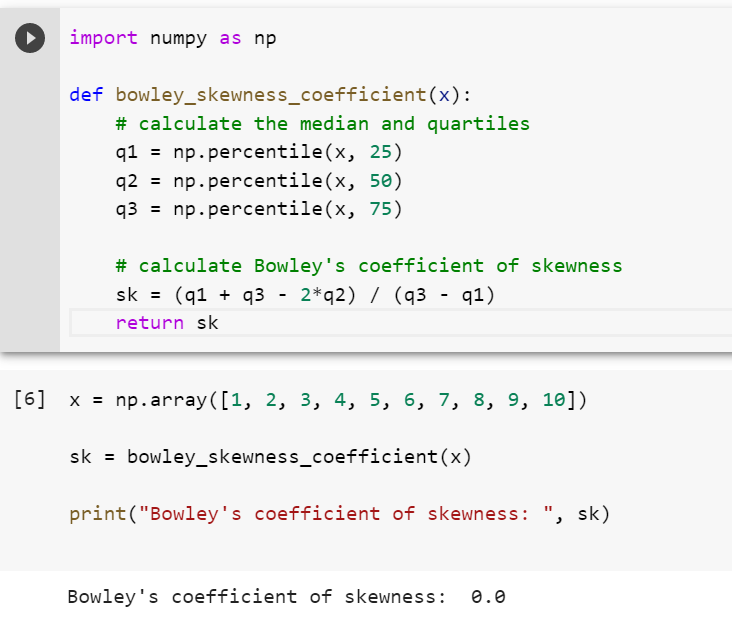 import numpy as np
def bowley_skewness_coefficient(x):
# calculate the median and quartiles
q1 = np.percentile(x, 25)
q2 = np.percentile(x, 50)
q3 = np.percentile(x, 75)
# calculate Bowley's coefficient of skewness
sk = (q1 + q3 - 2*q2) / (q3 - q1)
return sk
[6] x = np.array([1, 2, 3, 4, 5, 6, 7, 8, 9, 10])
sk = bowley_skewness_coefficient(x)
print("Bowley's coefficient of skewness: ", sk)
Bowley's coefficient of skewness:  0.0